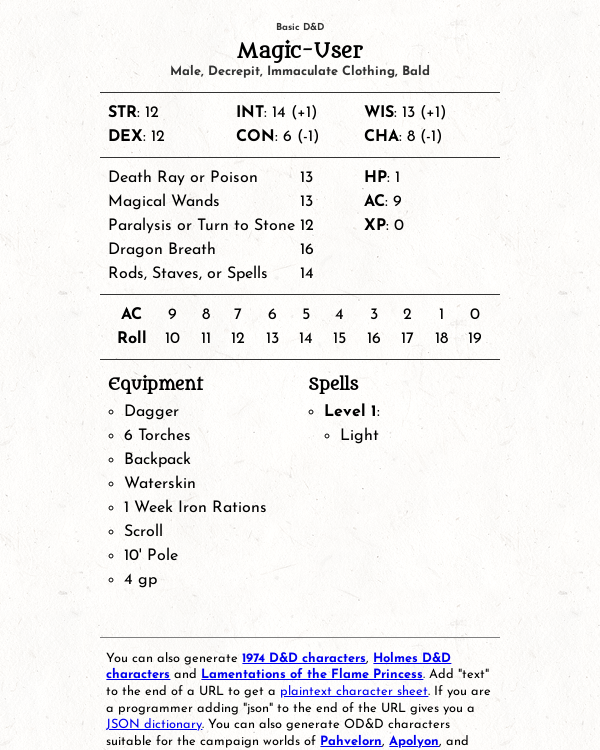 Basic D&D
Magic-User
Male, Decrepit, Immaculate Clothing, Bald
STR: 12 INT: 14 (+1) WIS: 13 (+1)
DEX: 12 CON: 6 (-1) CHA: 8 (-1)
Death Ray or Poison 13 HP: 1
Magical Wands 13 AC: 9
Paralysis or Turn to Stone 12 XP: 0
Dragon Breath 16
Rods, Staves, or Spells 14
AC 9 8 7 6 5 4 3 2 1 0
Roll 10 11 12 13 14 15 16 17 18 19
Equipment
Dagger
6 Torches
Backpack
Waterskin
1 Week Iron Rations
Scroll
10' Pole
4 gp
Spells
Level 1:
Light
You can also generate 1974 D&D characters, Holmes D&D
characters and Lamentations of the Flame Princess. Add "text"
to the end of a URL to get a plaintext character sheet. If you are
a programmer adding "json" to the end of the URL gives you a
JSON dictionary. You can also generate OD&D characters
suitable for the campaign worlds of Pahvelorn, Apolyon, and